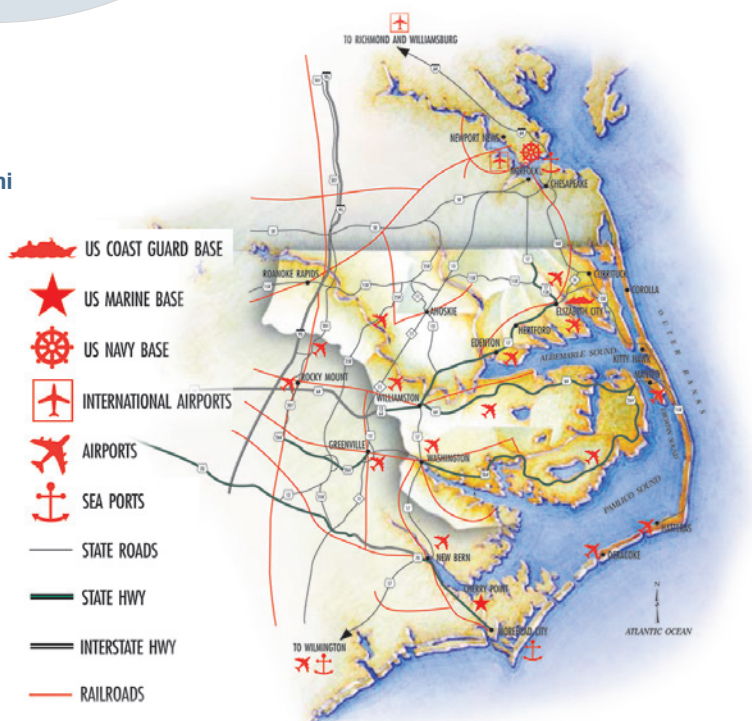 TO RICHMOND AND WILLIAMSBURG
NEWPORT NEWS
NORFOLK
CHESAPEAKE
ni
US COAST GUARD BASE
US MARINE BASE
US NAVY BASE
INTERNATIONAL AIRPORTS
AIRPORTS
SEA PORTS
STATE ROADS
STATE HWY
INTERSTATE HWY
RAILROADS
ROANOKE RAPIDS
CURRITUCK
COROLLA
AHOSKIE
ELIZABETH CITY
HERTFORD
EDENTON
OUTER BANKS
ALBEMARLE SOUND
KITTY HAWK
ROCKY MOUNT
WILLIAMSTON
GREENVILLE
WASHINGTON
PAMLICO SOUND
HATTERAS
OCRACOKE
NEW BERN
CHERRY POINT
MOREHEAD CITY
N
S
ATLANTIC OCEAN
TO WILMINGTON